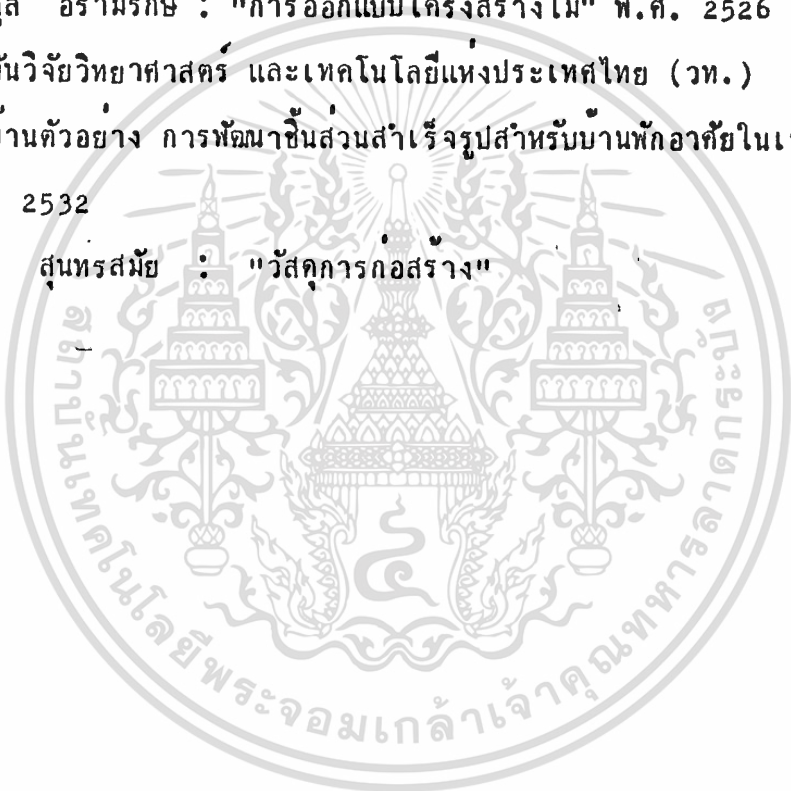 อร่ามรักษ์ : "การออกแบบโครงสร้างไม้" พ.ศ. 2526
วิจัยวิทยาศาสตร์ และเทคโนโลยีแห่งประเทศไทย (วท.)
บ้านตัวอย่าง การพัฒนาชิ้นส่วนสำเร็จรูปสำหรับบ้านพักอาศัยใน
2532
สุนทรสมัย : "วัสดุการก่อสร้าง"
สถาบันเทคโนโลยีพระจอมเกล้าเจ้าคุณทหารลาดกระบัง